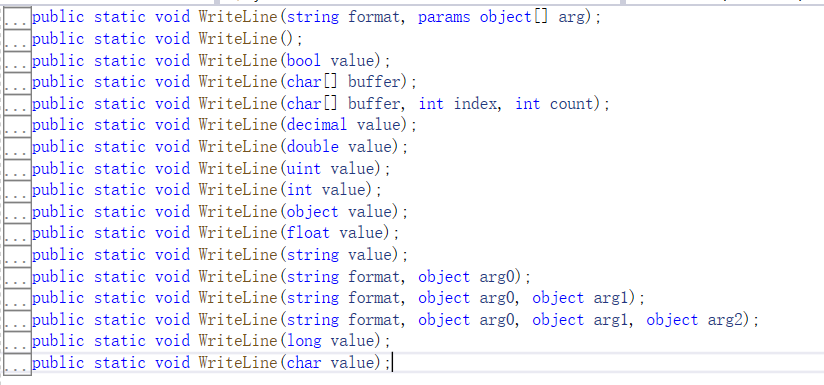 ...public static void WriteLine(string format, params object[] arg);
...public static void WriteLine();
...public static void WriteLine(bool value);
...public static void WriteLine(char[] buffer);
...public static void WriteLine(char[] buffer, int index, int count);
...public static void WriteLine(decimal value);
...public static void WriteLine(double value);
...public static void WriteLine(uint value);
...public static void WriteLine(int value);
...public static void WriteLine(object value);
...public static void WriteLine(float value);
...public static void WriteLine(string value);
...public static void WriteLine(string format, object arg0);
...public static void WriteLine(string format, object arg0, object arg1);
...public static void WriteLine(string format, object arg0, object arg1, object arg2);
...public static void WriteLine(long value);
...public static void WriteLine(char value);